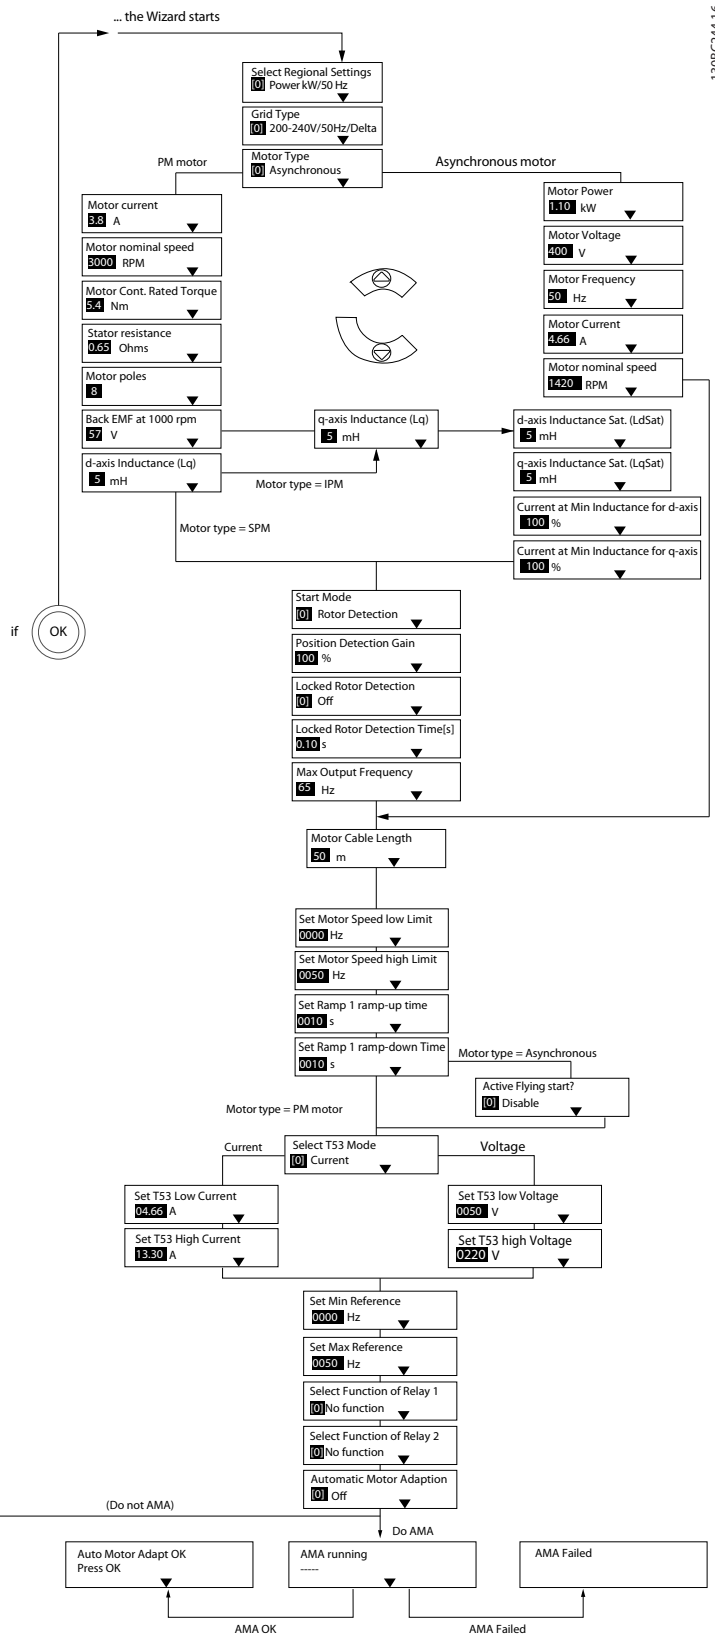 ... the Wizard starts
130BC244.16
Select Regional Settings
[0] Power kW/50 Hz
Grid Type
[0] 200-240V/50Hz/Delta
Motor Type
[0] Asynchronous
PM motor
Asynchronous motor
Motor current
3.8 A
Motor nominal speed
3000 RPM
Motor Cont. Rated Torque
5.4 Nm
Stator resistance
0.65 Ohms
Motor poles
8
Back EMF at 1000 rpm
57 V
d-axis Inductance (Lq)
5 mH
Motor Power
1.10 kW
Motor Voltage
400 V
Motor Frequency
50 Hz
Motor Current
4.66 A
Motor nominal speed
1420 RPM
q-axis Inductance (Lq)
5 mH
Motor type = IPM
Motor type = SPM
d-axis Inductance Sat. (LdSat)
5 mH
q-axis Inductance Sat. (LqSat)
5 mH
Current at Min Inductance for d-axis
100 %
Current at Min Inductance for q-axis
100 %
if
OK
Start Mode
[0] Rotor Detection
Position Detection Gain
100 %
Locked Rotor Detection
[0] Off
Locked Rotor Detection Time[s]
0.10 s
Max Output Frequency
65 Hz
Motor Cable Length
50 m
Set Motor Speed low Limit
0000 Hz
Set Motor Speed high Limit
0050 Hz
Set Ramp 1 ramp-up time
0010 s
Set Ramp 1 ramp-down Time
0010 s
Motor type = Asynchronous
Active Flying start?
[0] Disable
Motor type = PM motor
Select T53 Mode
[0] Current
Current
Voltage
Set T53 Low Current
04.66 A
Set T53 High Current
13.30 A
Set T53 low Voltage
0050 V
Set T53 high Voltage
0220 V
Set Min Reference
0000 Hz
Set Max Reference
0050 Hz
Select Function of Relay 1
[0] No function
Select Function of Relay 2
[0] No function
Automatic Motor Adaption
[0] Off
(Do not AMA)
Do AMA
Auto Motor Adapt OK
Press OK
AMA running
-----
AMA Failed
AMA OK
AMA Failed